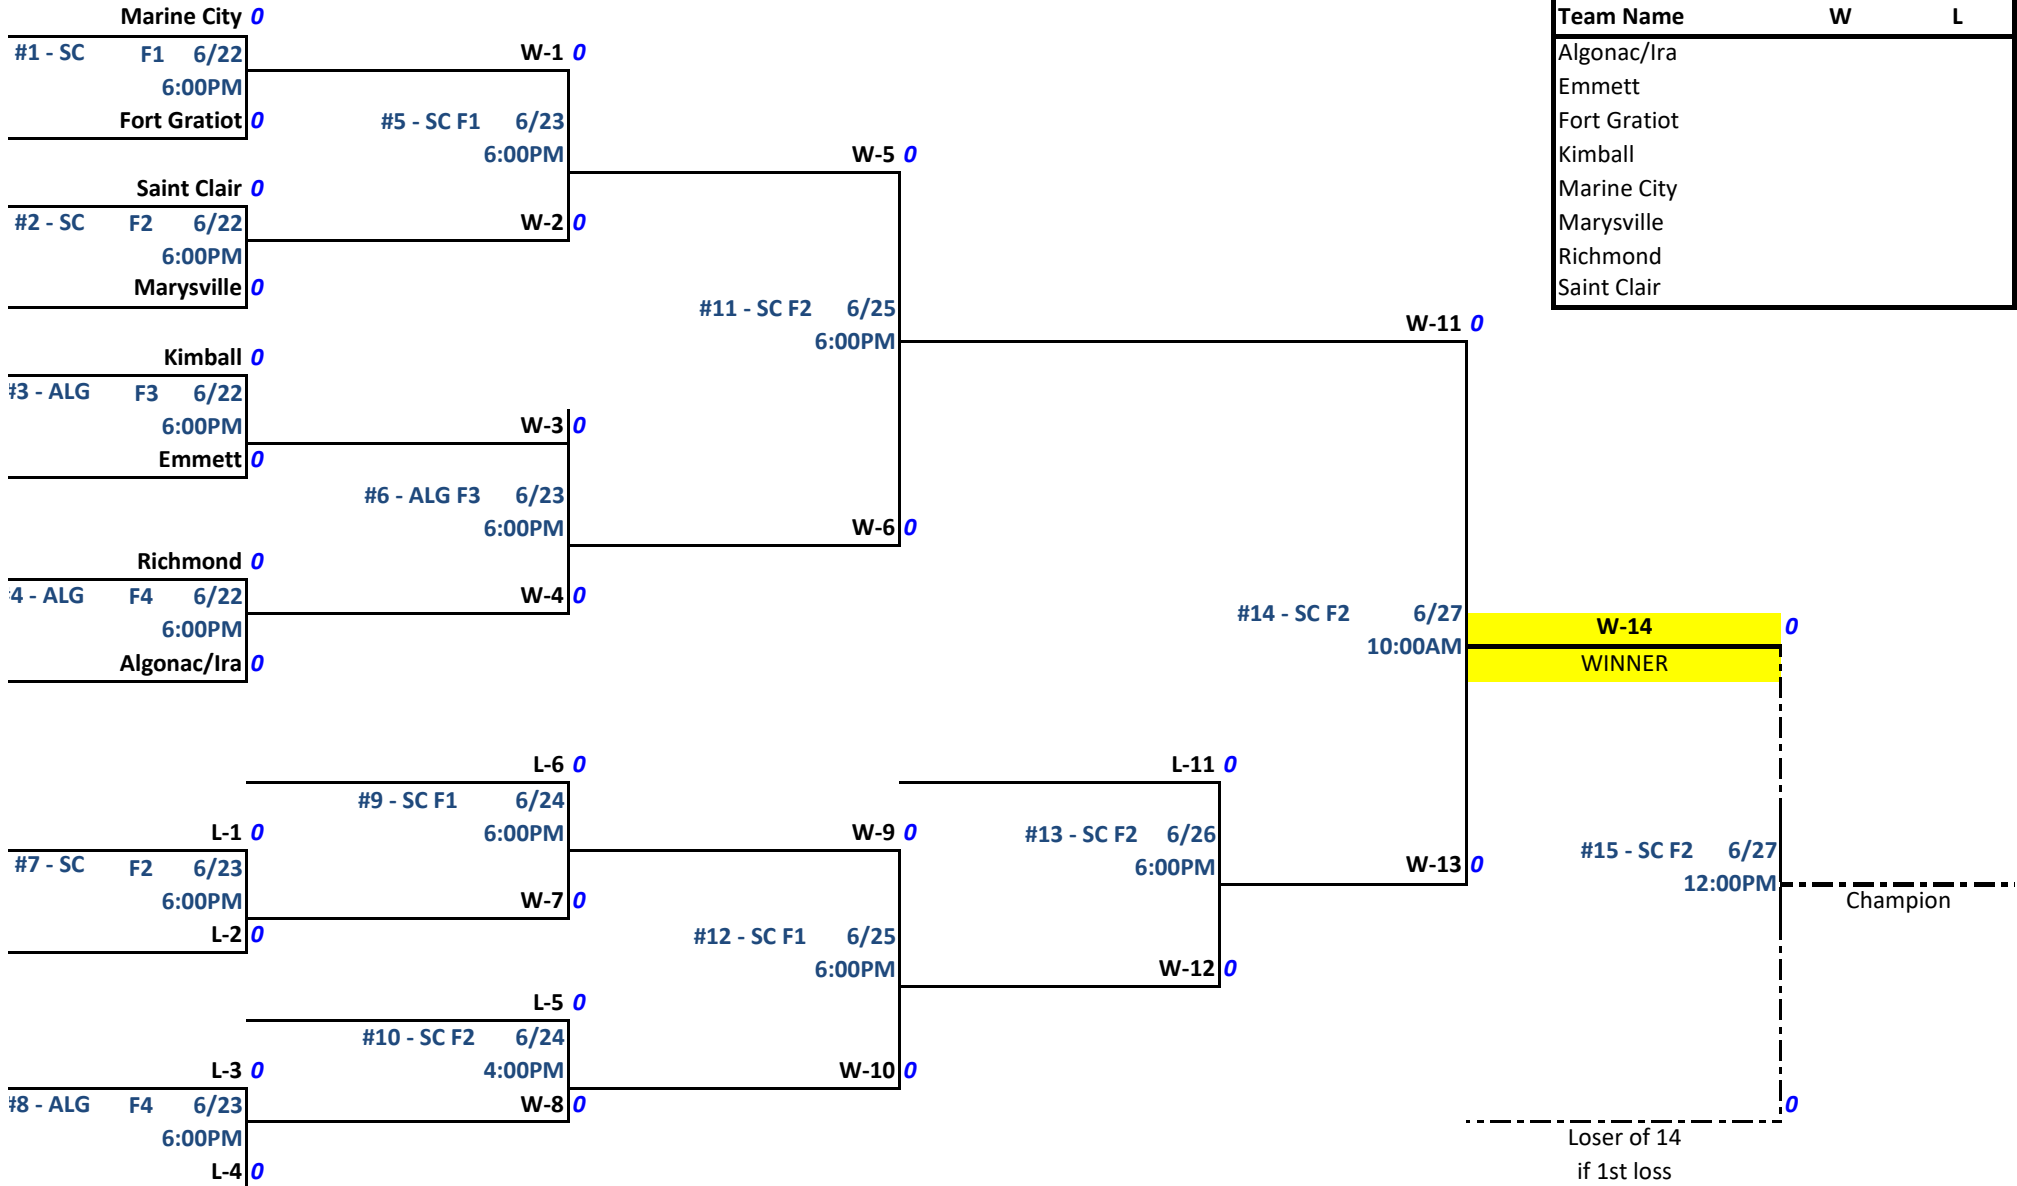 Marine City 0
Team Name W L
#1 - SC F1 6/22
W-1 0
Algonac/Ira
6:00PM
Emmett
Fort Gratiot 0
#5 - SC F1 6/23
Fort Gratiot
6:00PM
W-5 0
Kimball
Saint Clair 0
Marine City
#2 - SC F2 6/22
W-2 0
Marysville
6:00PM
Richmond
Marysville 0
Saint Clair
#11 - SC F2 6/25
W-11 0
6:00PM
Kimball 0
#3 - ALG F3 6/22
6:00PM
W-3 0
Emmett 0
#6 - ALG F3 6/23
6:00PM
W-6 0
Richmond 0
4 - ALG F4 6/22
W-4 0
#14 - SC F2 6/27
6:00PM
W-14 0
10:00AM
Algonac/Ira 0
WINNER
L-6 0
L-11 0
#9 - SC F1 6/24
L-1 0
6:00PM
W-9 0
#13 - SC F2 6/26
#7 - SC F2 6/23
6:00PM
W-13 0
#15 - SC F2 6/27
12:00PM
6:00PM
W-7 0
Champion
L-2 0
#12 - SC F1 6/25
6:00PM
W-12 0
L-5 0
#10 - SC F2 6/24
L-3 0
4:00PM
W-10 0
#8 - ALG F4 6/23
W-8 0
0
6:00PM
Loser of 14
L-4 0
if 1st loss